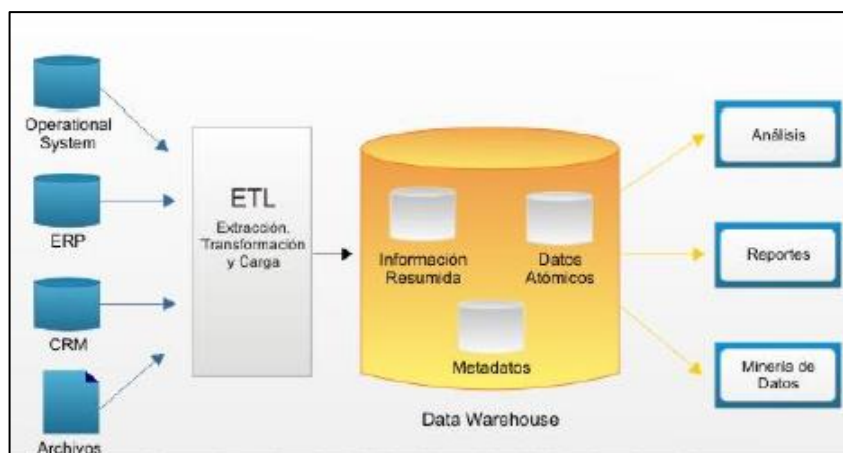 Operational
System
ERP
CRM
Archivos
ETL
Extracción.
Transformación
y Carga
Información
Resumida
Datos
Atómicos
Metadatos
Data Warehouse
Análisis
Reportes
Minería de
Datos